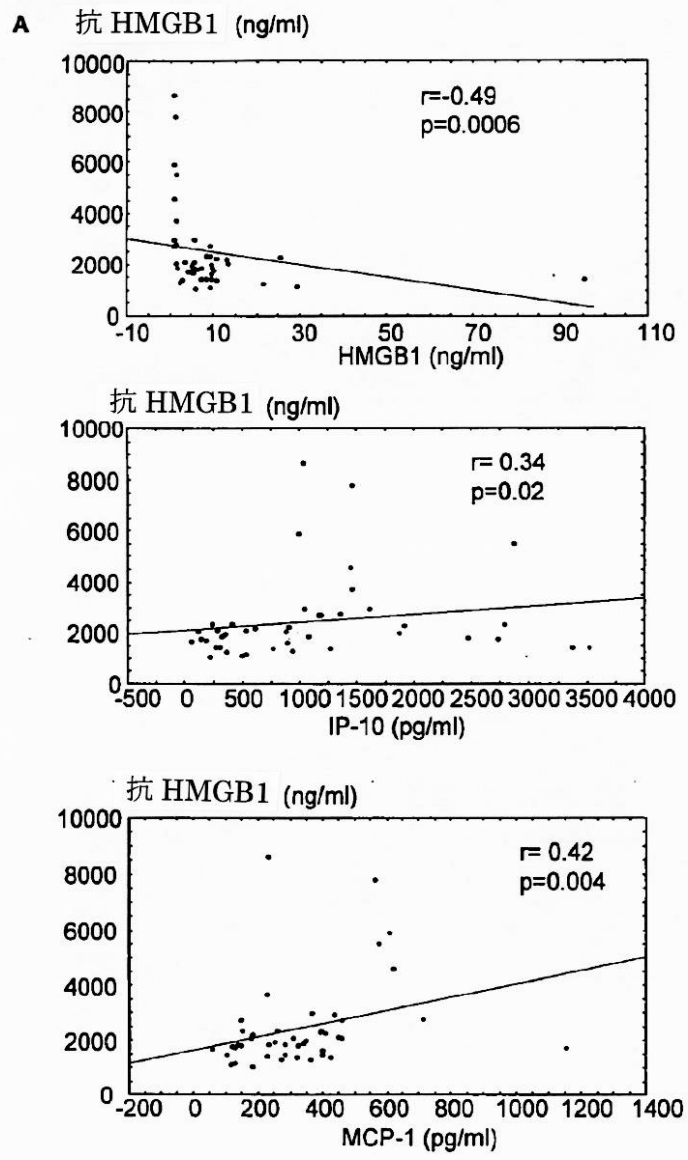 A 抗 HMGB1 (ng/ml)
10000
8000
6000
4000
2000
0
r=-0.49
p=0.0006
-10 10 30 50 70 90 110
HMGB1 (ng/ml)
抗 HMGB1 (ng/ml)
10000
8000
6000
4000
2000
0
r= 0.34
p=0.02
-500 0 500 1000 1500 2000 2500 3000 3500 4000
IP-10 (pg/ml)
抗 HMGB1 (ng/ml)
10000
8000
6000
4000
2000
0
r= 0.42
p=0.004
-200 0 200 400 600 800 1000 1200 1400
MCP-1 (pg/ml)